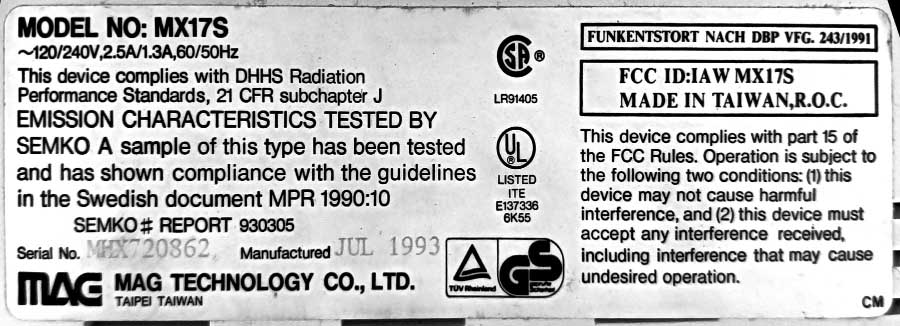 MODEL NO: MX17S
~120/240V,2.5A/1.3A,60/50Hz
This device complies with DHHS Radiation
Performance Standards, 21 CFR subchapter J
EMISSION CHARACTERISTICS TESTED BY
SEMKO A sample of this type has been tested
and has shown compliance with the guidelines
in the Swedish document MPR 1990:10
SEMKO# REPORT 930305
Serial No. MHX720862 Manufactured JUL 1993
MAG MAG TECHNOLOGY CO., LTD.
TAIPEI TAIWAN
SA ®
LR91405
UL ®
LISTED
ITE
E137336
6K55
TÜV Rheinland
GS
geprüfte
Sicherheit
FUNKENTSTORT NACH DBP VFG. 243/1991
FCC ID:IAW MX17S
MADE IN TAIWAN,R.O.C.
This device complies with part 15 of
the FCC Rules. Operation is subject to
the following two conditions: (1) this
device may not cause harmful
interference, and (2) this device must
accept any interference received,
including interference that may cause
undesired operation.
CM